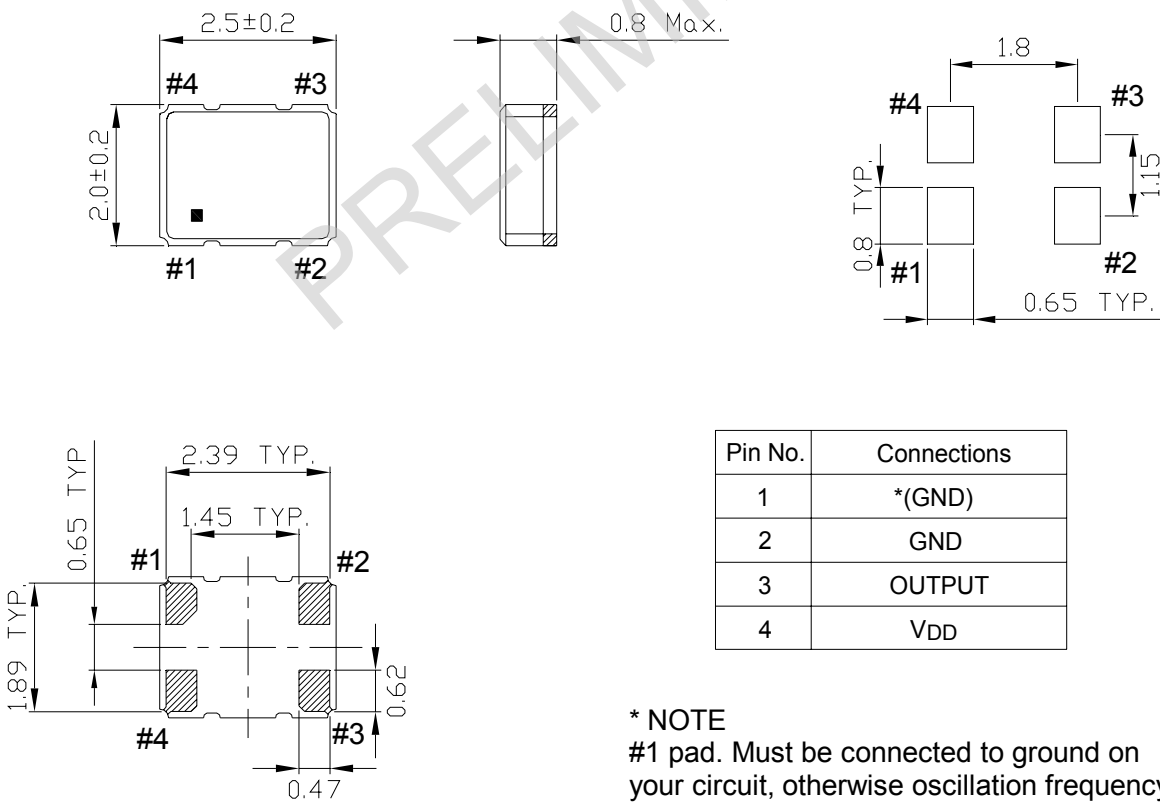 2.5±0.2
0.8 Max.
#4
#3
2.0±0.2
#1
#2
1.8
#4
#3
1.15
0.8 TYP.
#1
#2
0.65 TYP.
2.39 TYP.
1.45 TYP.
0.65 TYP
#1
#2
1.89 TYP.
0.62
#4
#3
0.47
Pin No. Connections
1 *(GND)
2 GND
3 OUTPUT
4 VDD
* NOTE
#1 pad. Must be connected to ground on
your circuit, otherwise oscillation frequency
PRELIM